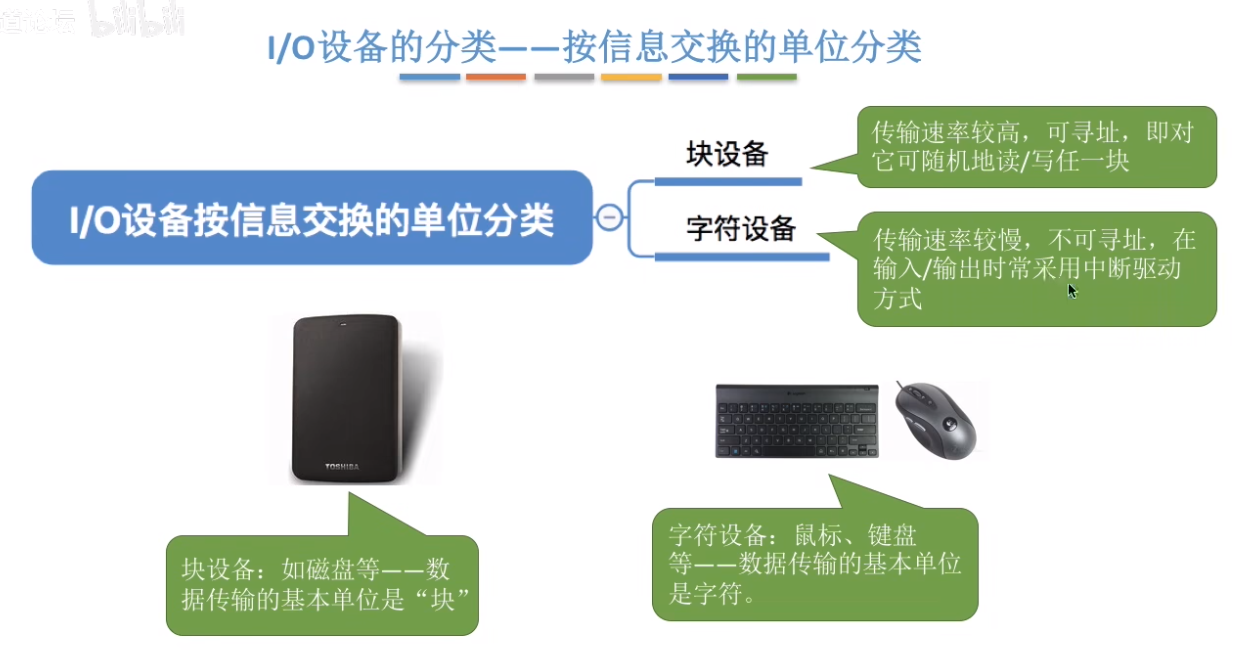 道论坛 bilibili
I/O设备的分类——按信息交换的单位分类
I/O设备按信息交换的单位分类
块设备
传输速率较高，可寻址，即对
它可随机地读/写任一块
字符设备
传输速率较慢，不可寻址，在
输入/输出时常采用中断驱动
方式
TOSHIBA
块设备：如磁盘等——数
据传输的基本单位是“块”
字符设备：鼠标、键盘
等——数据传输的基本单位
是字符。